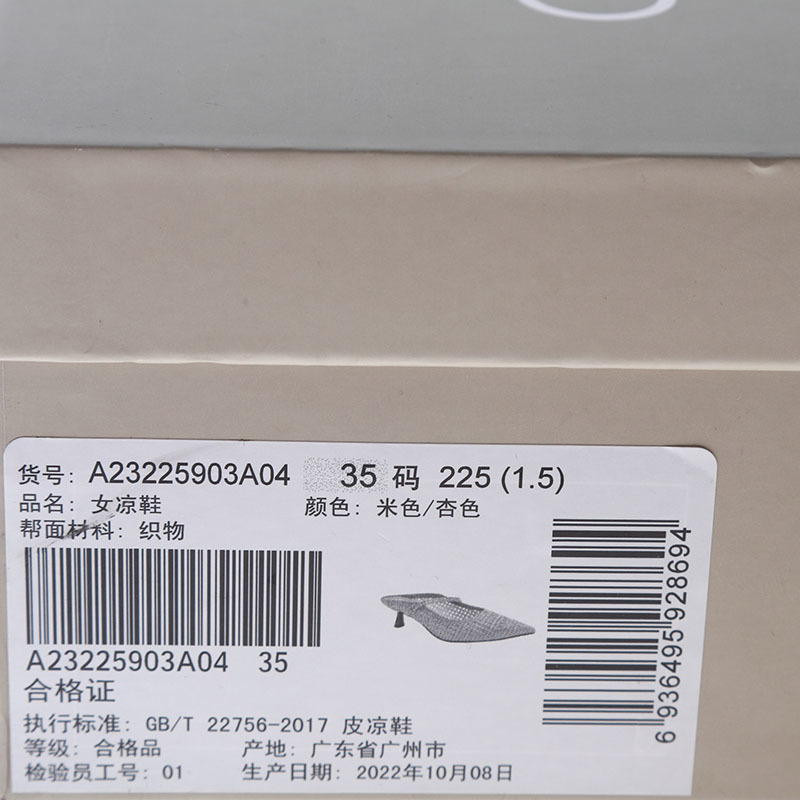 货号: A23225903A04 35 码 225 (1.5)
品名: 女凉鞋 颜色: 米色/杏色
帮面材料: 织物
A23225903A04 35
合格证
执行标准: GB/T 22756-2017 皮凉鞋
等级: 合格品 产地: 广东省广州市
检验员工号: 01 生产日期: 2022年10月08日
6 936495 928694